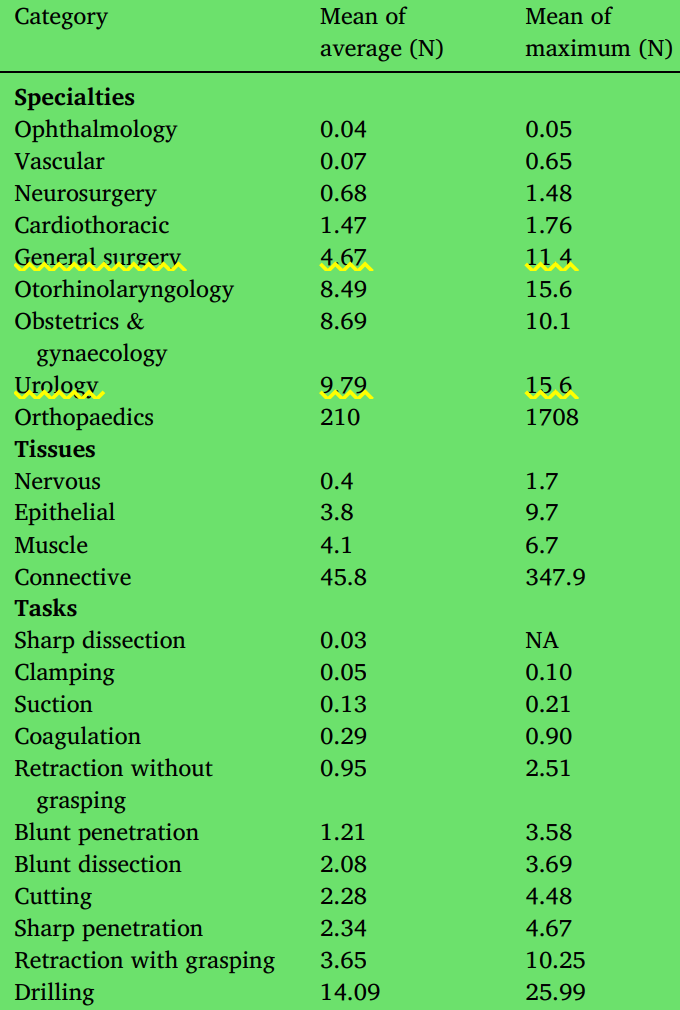 Category Mean of Mean of
average (N) maximum (N)
Specialties
Ophthalmology 0.04 0.05
Vascular 0.07 0.65
Neurosurgery 0.68 1.48
Cardiothoracic 1.47 1.76
General surgery 4.67 11.4
Otorhinolaryngology 8.49 15.6
Obstetrics & 8.69 10.1
gynaecology
Urology 9.79 15.6
Orthopaedics 210 1708
Tissues
Nervous 0.4 1.7
Epithelial 3.8 9.7
Muscle 4.1 6.7
Connective 45.8 347.9
Tasks
Sharp dissection 0.03 NA
Clamping 0.05 0.10
Suction 0.13 0.21
Coagulation 0.29 0.90
Retraction without 0.95 2.51
grasping
Blunt penetration 1.21 3.58
Blunt dissection 2.08 3.69
Cutting 2.28 4.48
Sharp penetration 2.34 4.67
Retraction with grasping 3.65 10.25
Drilling 14.09 25.99